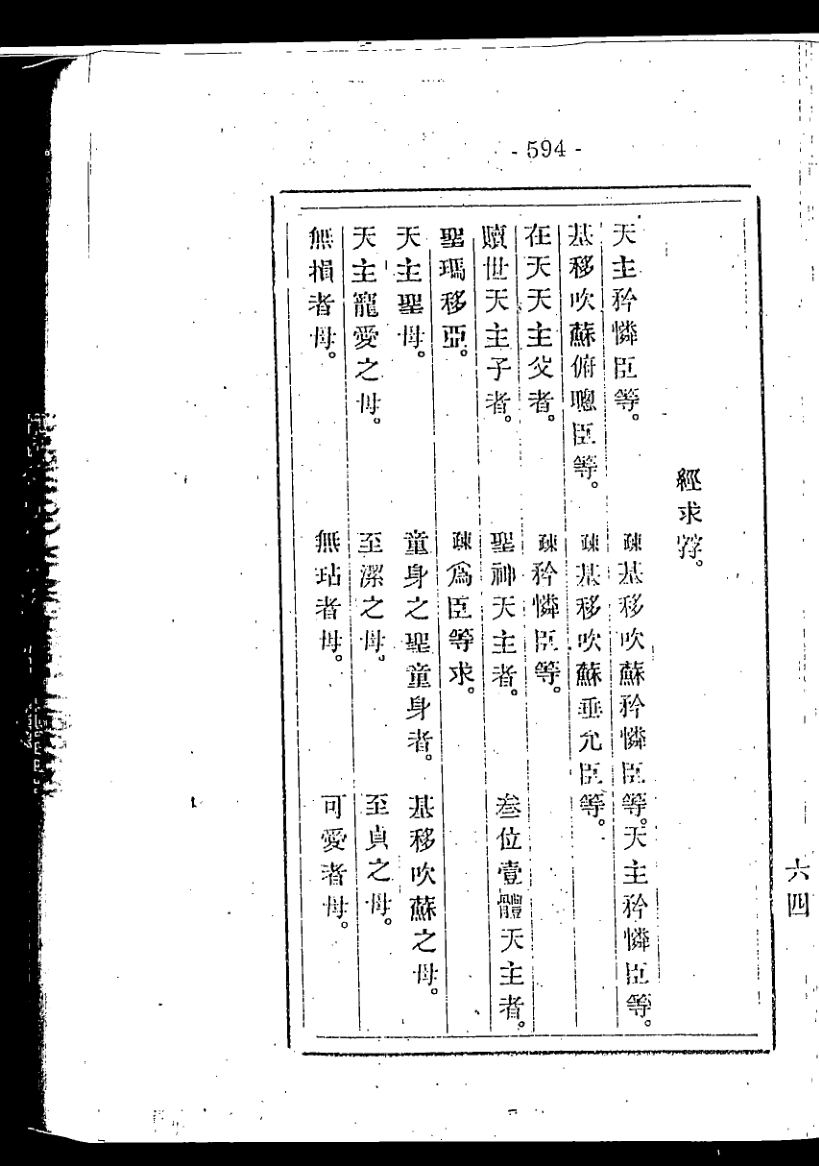 - 594 -
六四
經求。
天主矜憐臣等。疎基移吹蘇矜憐臣等。天主矜憐臣等。
基移吹蘇俯聰臣等。疎基移吹蘇垂允臣等。
在天天主父者。疎矜憐臣等。
贖世天主子者。聖神天主者。叁位壹體天主者。
聖瑪移亞。疎為臣等求。
天主聖母。童身之聖童身者。基移吹蘇之母。
天主寵愛之母。至潔之母。至貞之母。
無損者母。無玷者母。可愛者母。